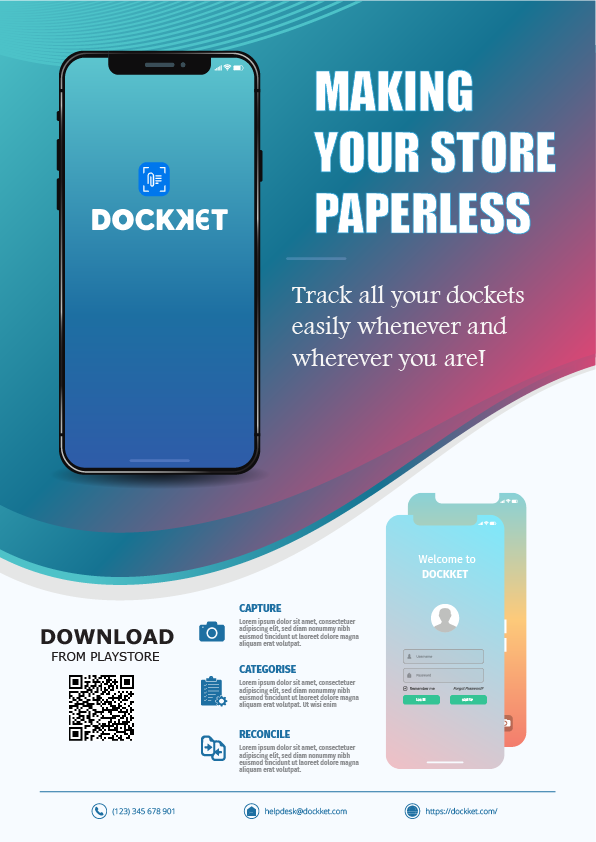 DOCKKET
MAKING
YOUR STORE
PAPERLESS
Track all your dockets
easily whenever and
wherever you are!
Welcome to
DOCKKET
Username
Password
Remember me Forgot Password?
DOWNLOAD
FROM PLAYSTORE
CAPTURE
lorem ipsum dolor sit amet, consectetuer
adipiscing elit, sed diam nonummy nibh
euismod tincidunt ut laoreet dolore magna
aliquam erat volutpat.
CATEGORISE
lorem ipsum dolor sit amet, consectetuer
adipiscing elit, sed diam nonummy nibh
euismod tincidunt ut laoreet dolore magna
aliquam erat volutpat. Ut wisi enim
RECONCILE
lorem ipsum dolor sit amet, consectetuer
adipiscing elit, sed diam nonummy nibh
euismod tincidunt ut laoreet dolore magna
aliquam erat volutpat.
(123) 345 678 901
helpdesk@dockket.com
https://dockket.com/